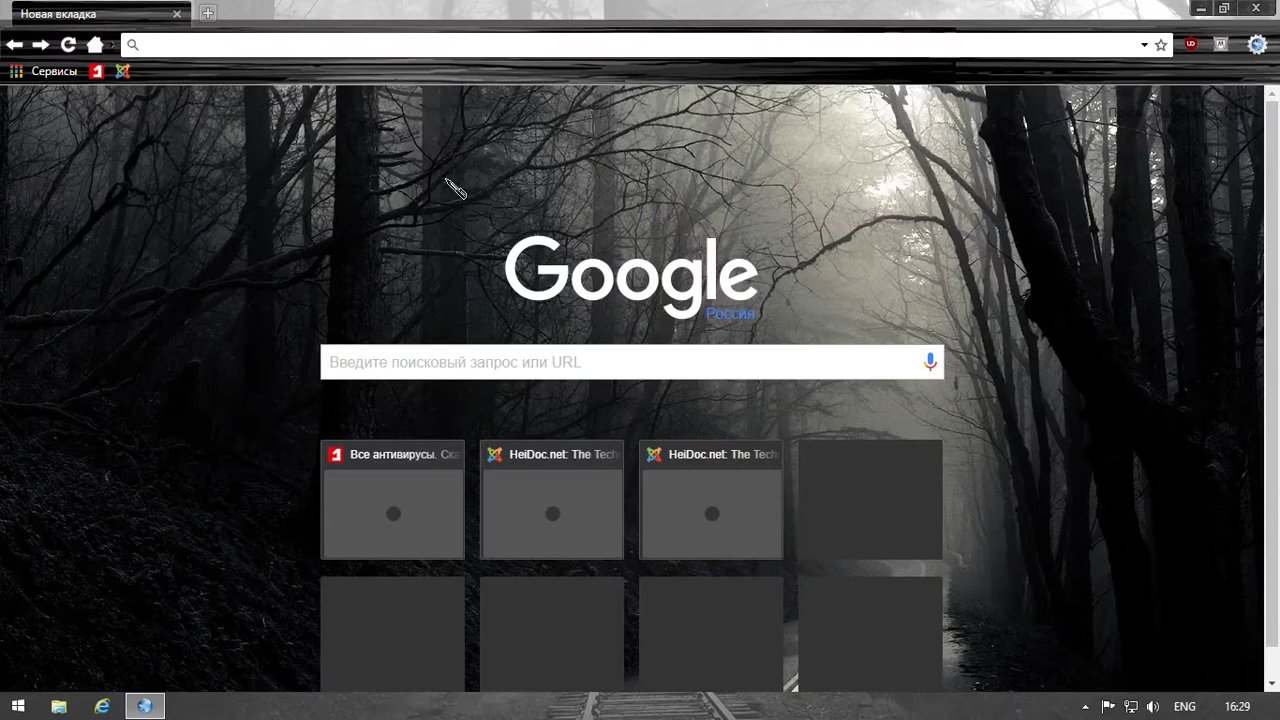 Новая вкладка
Сервисы
Google
Россия
Введите поисковый запрос или URL
Все антивирусы. Ска
HeiDoc.net: The Tech
HeiDoc.net: The Tech
ENG
16:29